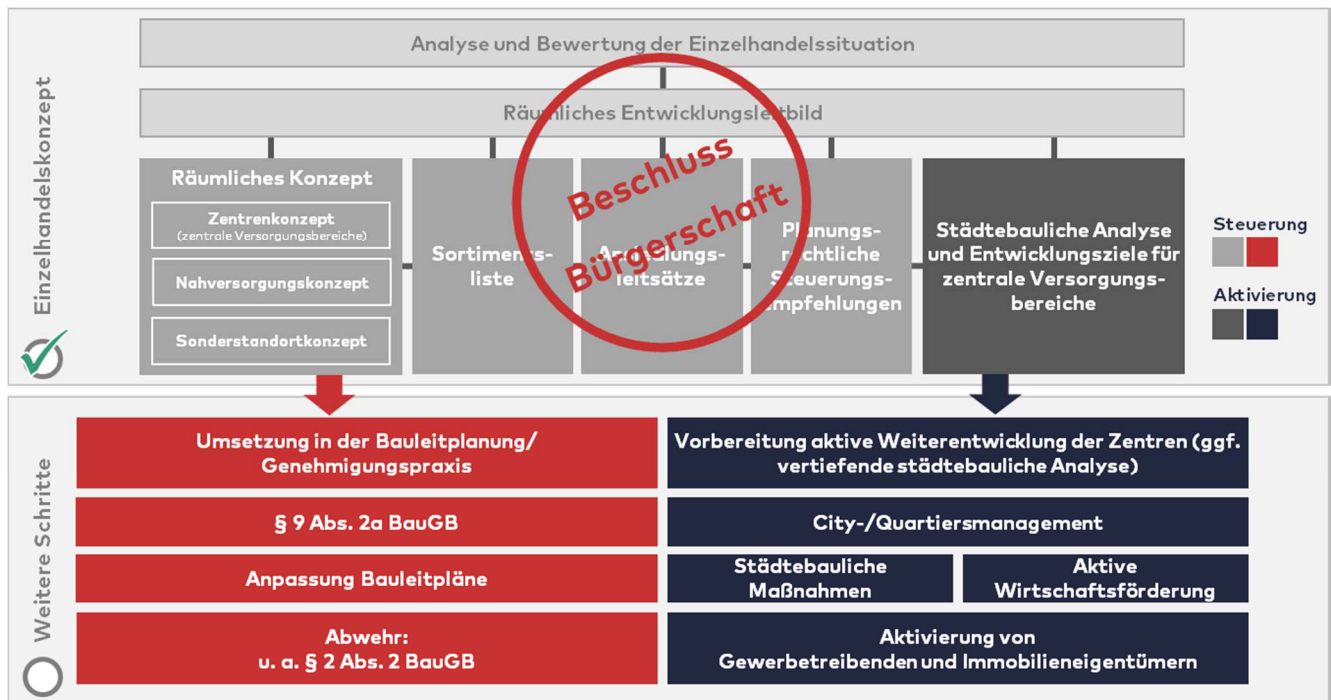 Einzelhandelskonzept
Analyse und Bewertung der Einzelhandelssituation
Räumliches Entwicklungsleitbild
Räumliches Konzept
Zentrenkonzept
(zentrale Versorgungsbereiche)
Nahversorgungskonzept
Sonderstandortkonzept
Sortiments-
liste
Ansiedlungs-
leitsätze
Planungs-
rechtliche
Steuerungs-
empfehlungen
Städtebauliche Analyse
und Entwicklungsziele für
zentrale Versorgungs-
bereiche
Beschluss
Bürgerschaft
Steuerung
Aktivierung
Weitere Schritte
Umsetzung in der Bauleitplanung/
Genehmigungspraxis
§ 9 Abs. 2a BauGB
Anpassung Bauleitpläne
Abwehr:
u. a. § 2 Abs. 2 BauGB
Vorbereitung aktive Weiterentwicklung der Zentren (ggf.
vertiefende städtebauliche Analyse)
City-/Quartiersmanagement
Städtebauliche
Maßnahmen
Aktive
Wirtschaftsförderung
Aktivierung von
Gewerbetreibenden und Immobilieneigentümern